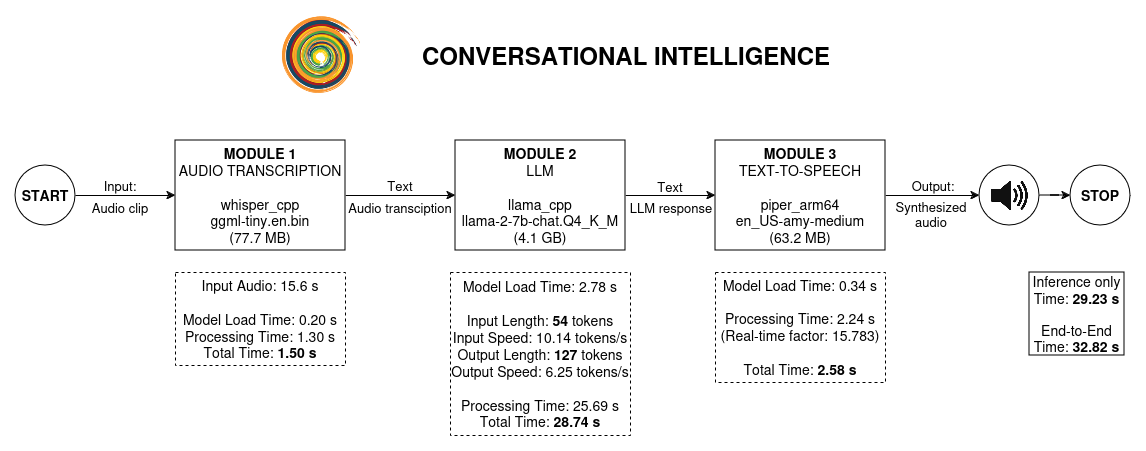 CONVERSATIONAL INTELLIGENCE
START
Input:
Audio clip
MODULE 1
AUDIO TRANSCRIPTION
whisper_cpp
ggml-tiny.en.bin
(77.7 MB)
Text
Audio transciption
MODULE 2
LLM
llama_cpp
llama-2-7b-chat.Q4_K_M
(4.1 GB)
Text
LLM response
MODULE 3
TEXT-TO-SPEECH
piper_arm64
en_US-amy-medium
(63.2 MB)
Output:
Synthesized
audio
STOP
Input Audio: 15.6 s
Model Load Time: 0.20 s
Processing Time: 1.30 s
Total Time: 1.50 s
Model Load Time: 2.78 s
Input Length: 54 tokens
Input Speed: 10.14 tokens/s
Output Length: 127 tokens
Output Speed: 6.25 tokens/s
Processing Time: 25.69 s
Total Time: 28.74 s
Model Load Time: 0.34 s
Processing Time: 2.24 s
(Real-time factor: 15.783)
Total Time: 2.58 s
Inference only
Time: 29.23 s
End-to-End
Time: 32.82 s